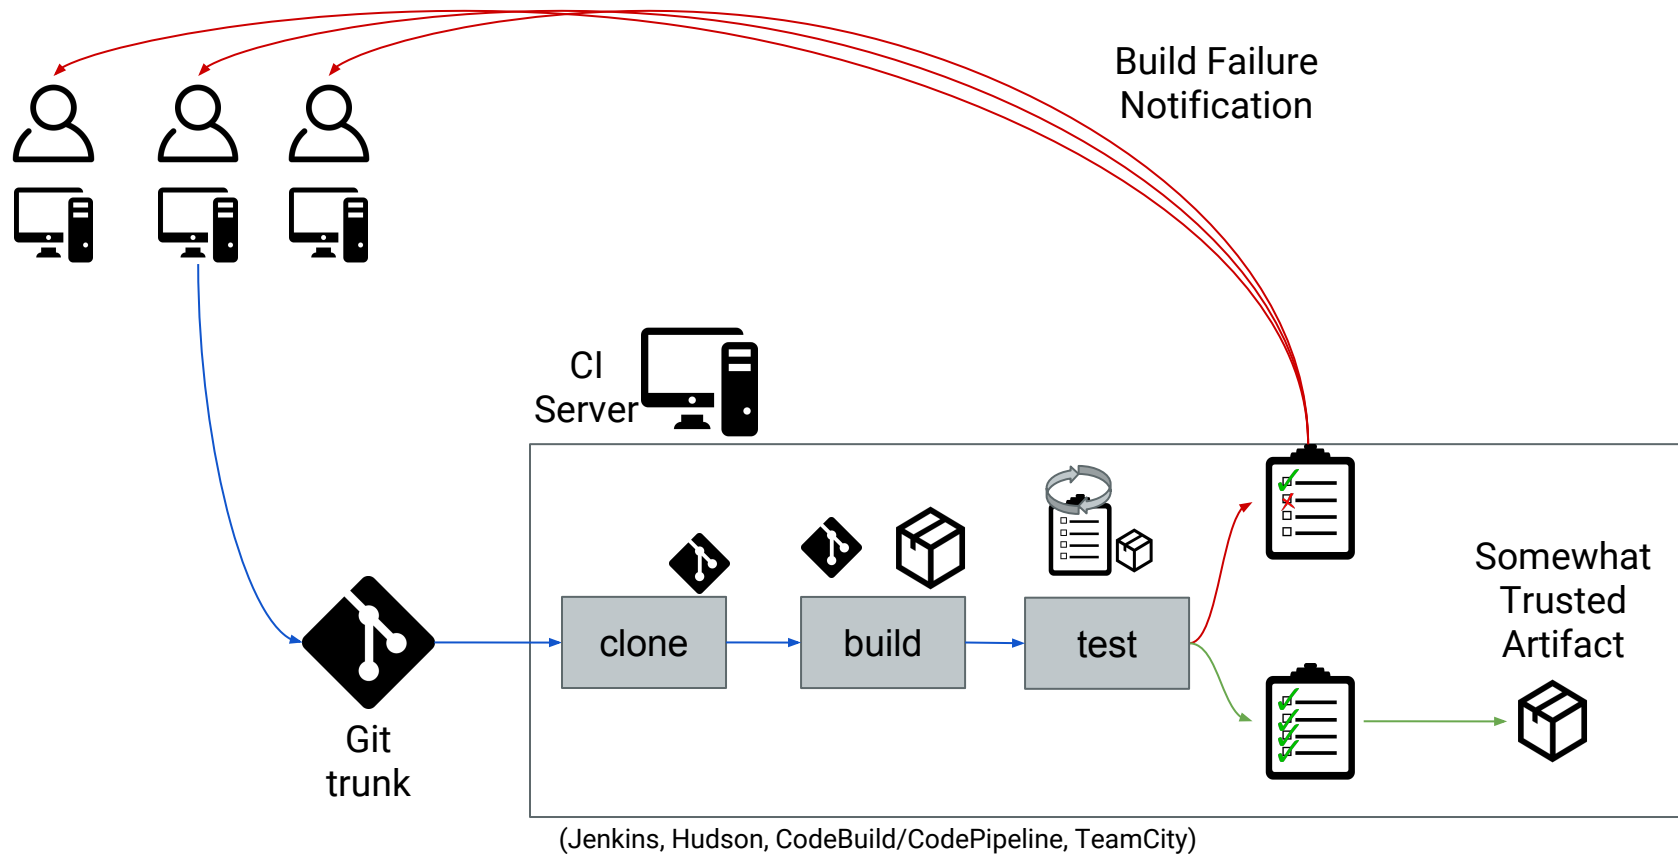 Build Failure
Notification
CI
Server
clone
build
test
Somewhat
Trusted
Artifact
Git
trunk
(Jenkins, Hudson, CodeBuild/CodePipeline, TeamCity)